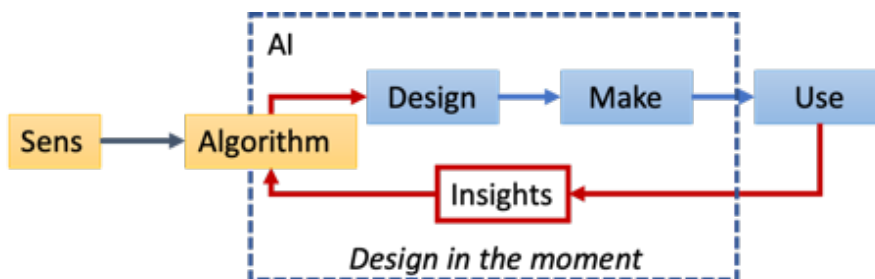 AI
Design
Make
Use
Sens
Algorithm
Insights
Design in the moment